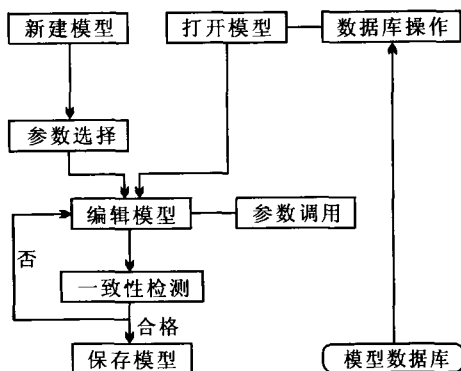 新建模型
打开模型
数据库操作
参数选择
编辑模型
参数调用
否
一致性检测
合格
保存模型
模型数据库